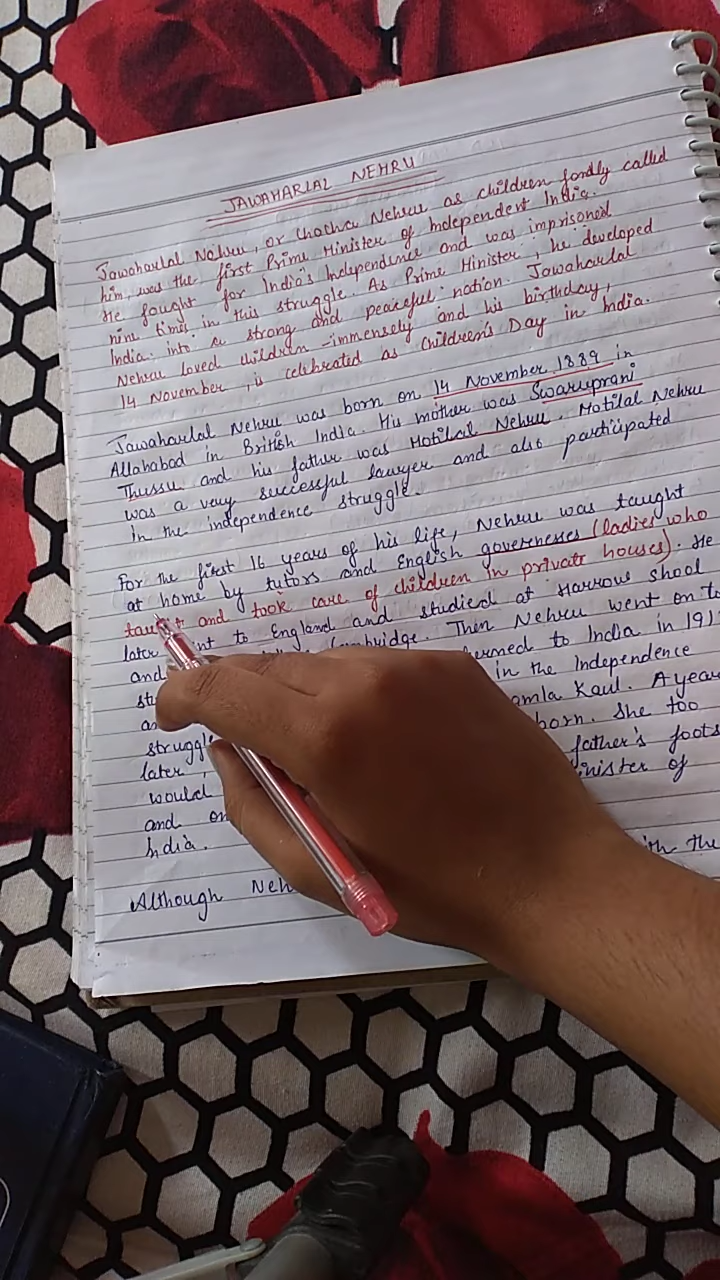 JAWAHARLAL NEHRU
Jawaharlal Nehru, or Chacha Nehru as children fondly called
him, was the first Prime Minister of Independent India.
He fought for India's Independence and was imprisoned
nine times in this struggle. As Prime Minister, he developed
India into a strong and peaceful nation. Jawaharlal
Nehru loved children immensely and his birthday,
14 November, is celebrated as Children's Day in India.
Jawaharlal Nehru was born on 14 November 1889 in
Allahabad in British India. His mother was Swaruprani
Thussu and his father was Motilal Nehru. Motilal Nehru
was a very successful lawyer and also participated
in the independence struggle.
For the first 16 years of his life, Nehru was taught
at home by tutors and English governesses (ladies who
and took care of children in private houses). He
later to England and studied at Harrow shool
and Then Nehru went on to
to India in 191
in the Independence
struggle Kaul. A year
later born. She too
would father's foots
and of
India.
Although the